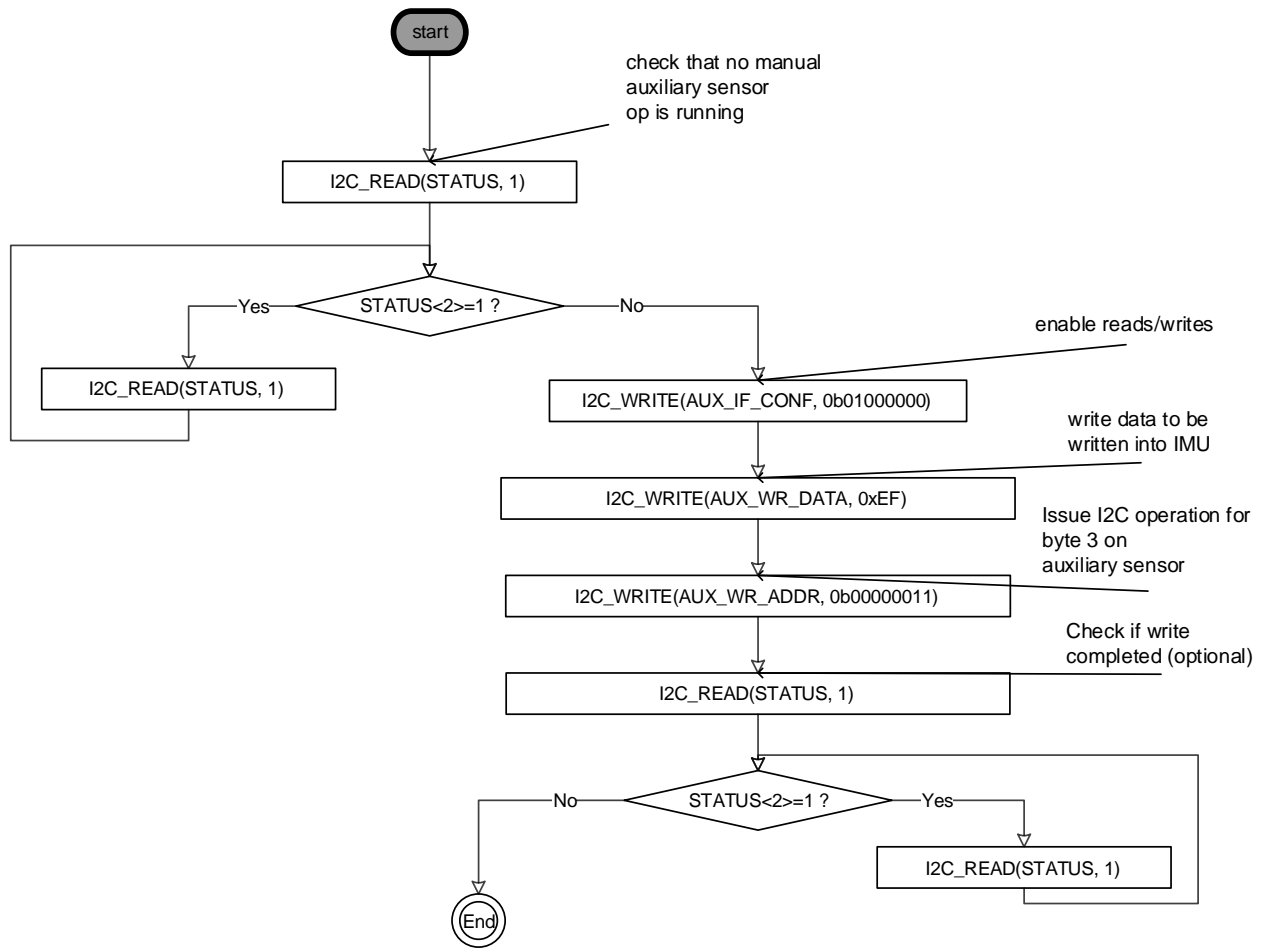 start
check that no manual
auxiliary sensor
op is running
I2C_READ(STATUS, 1)
STATUS<2>=1 ?
Yes
No
I2C_READ(STATUS, 1)
enable reads/writes
I2C_WRITE(AUX_IF_CONF, 0b01000000)
write data to be
written into IMU
I2C_WRITE(AUX_WR_DATA, 0xEF)
Issue I2C operation for
byte 3 on
auxiliary sensor
I2C_WRITE(AUX_WR_ADDR, 0b00000011)
Check if write
completed (optional)
I2C_READ(STATUS, 1)
No
STATUS<2>=1 ?
Yes
I2C_READ(STATUS, 1)
End